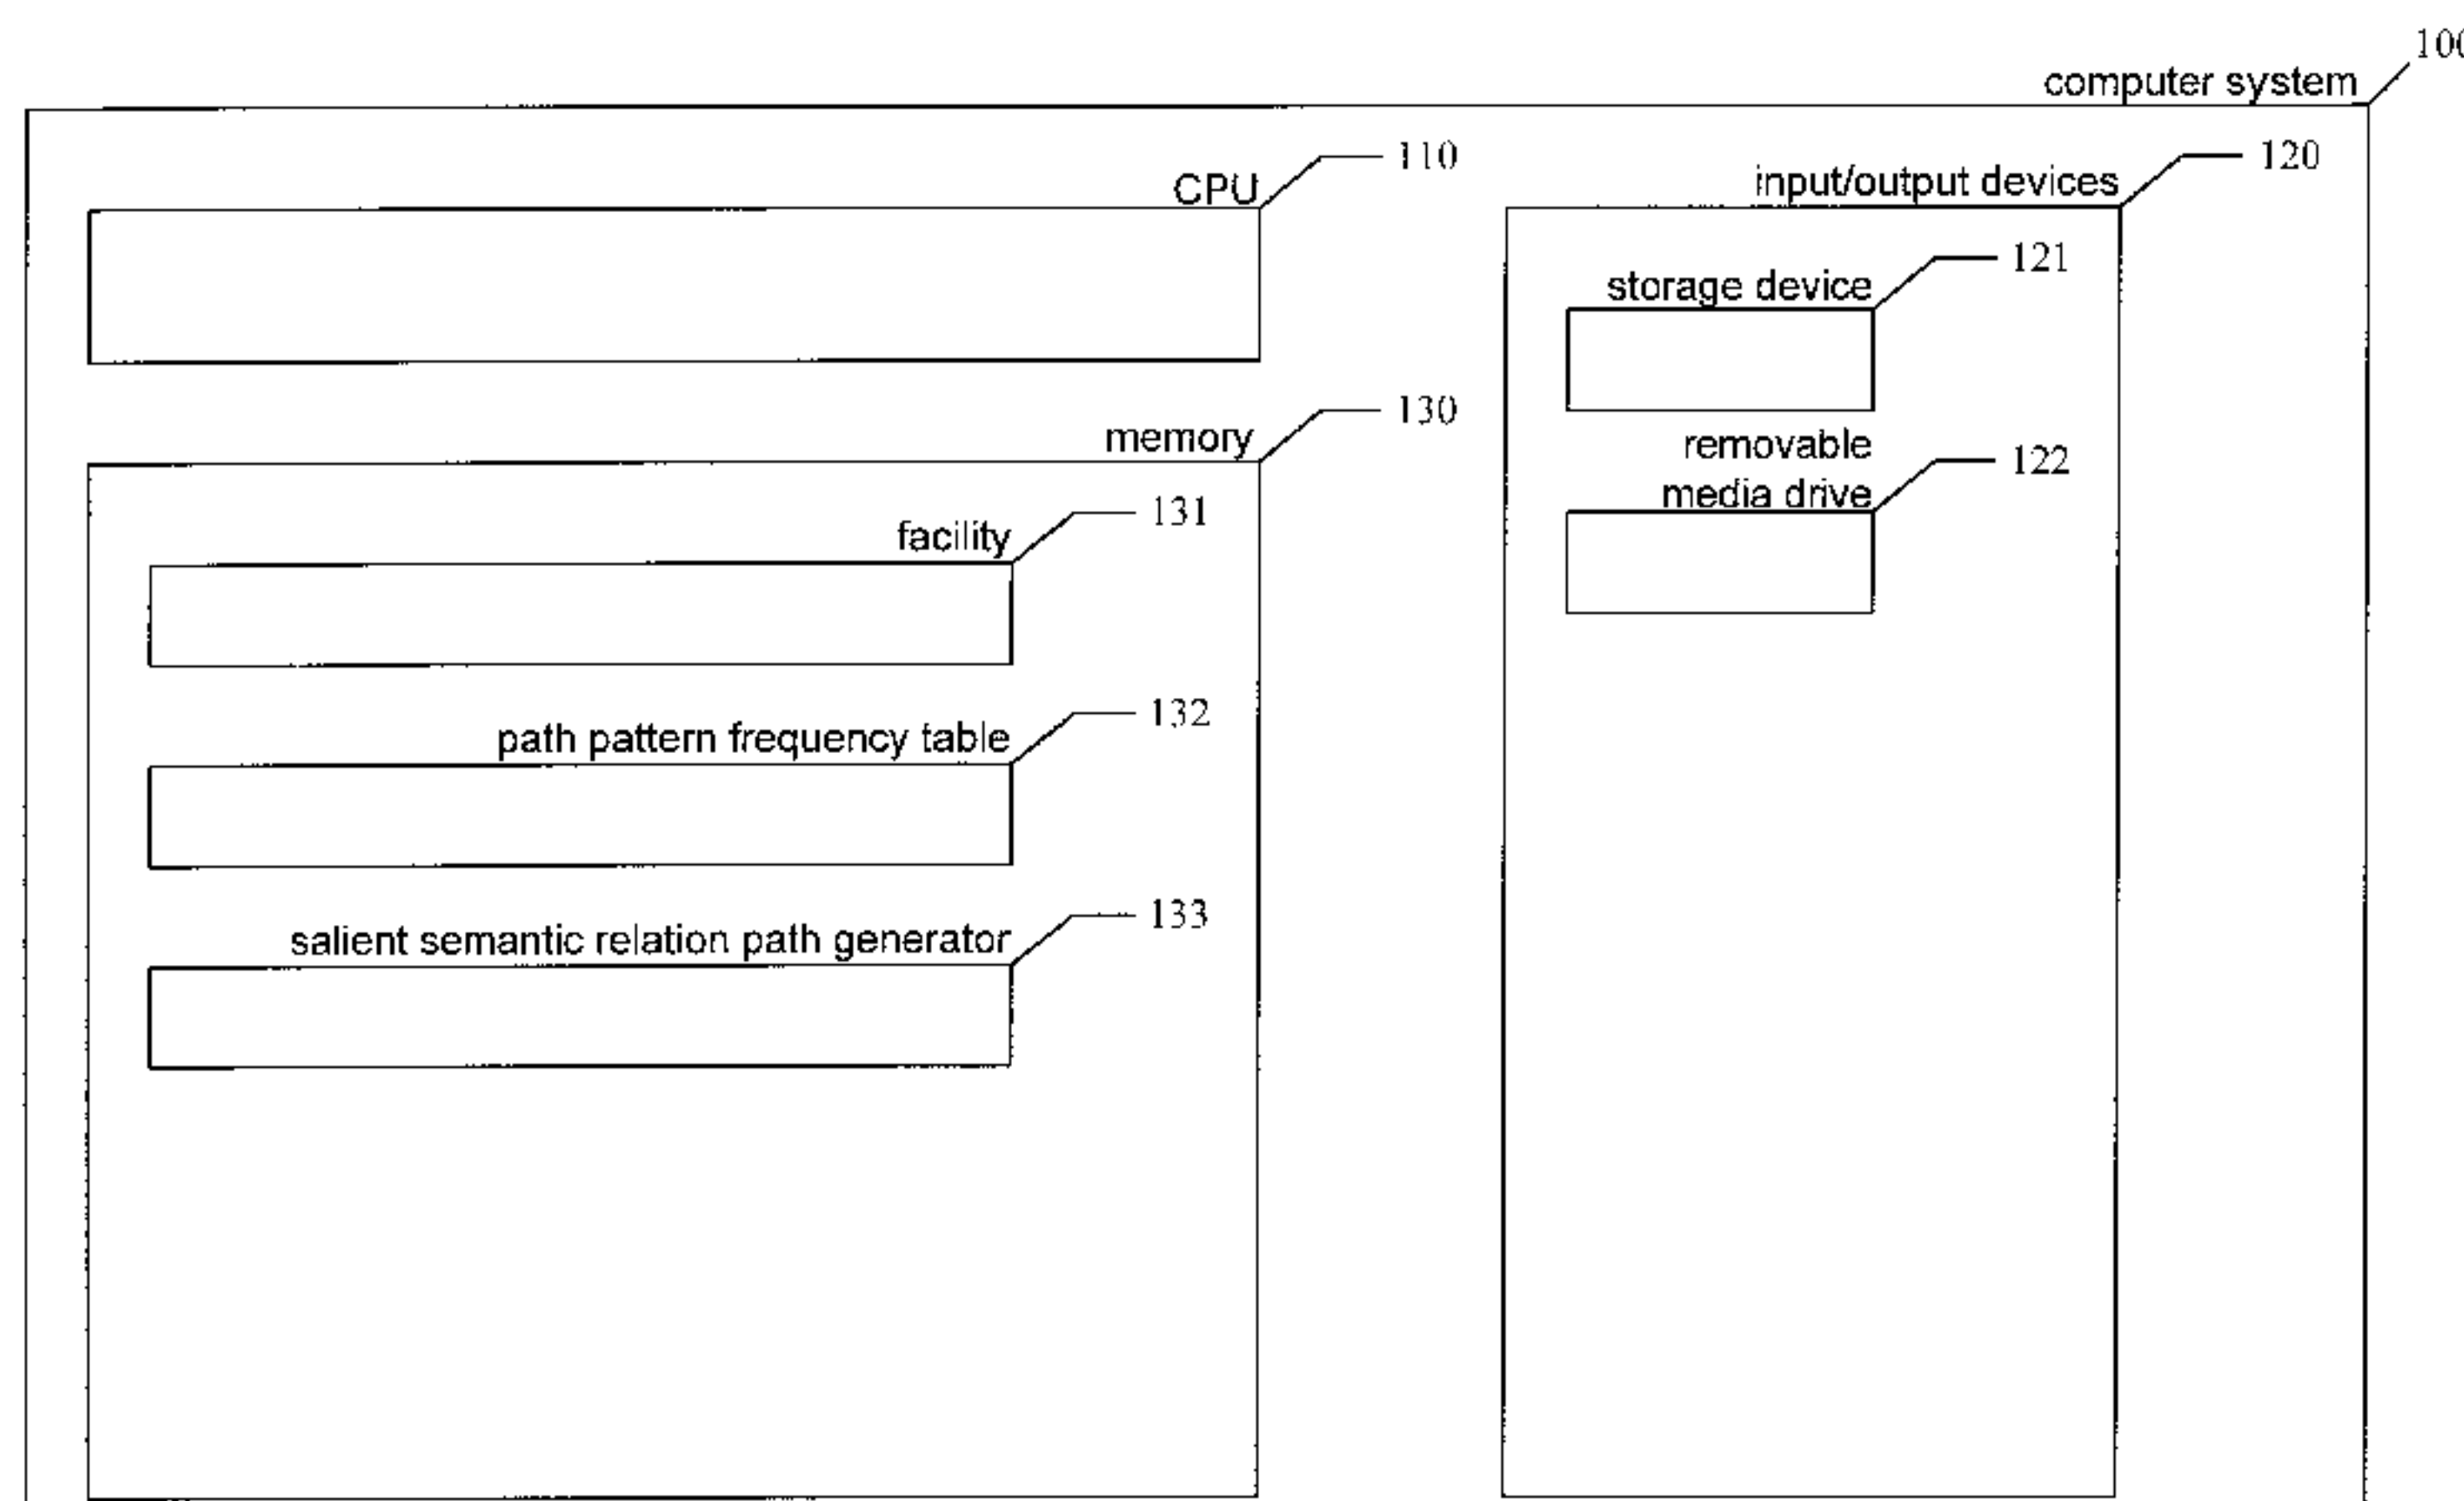 100
computer system
110
CPU
120
input/output devices
121
storage device
130
memory
removable
media drive
122
131
facility
132
path pattern frequency table
133
salient semantic relation path generator